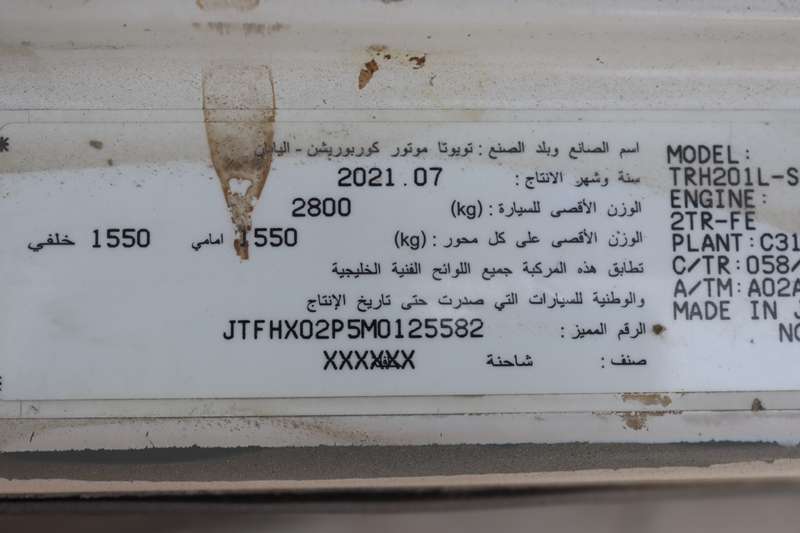 اسم الصانع وبلد الصنع : تويوتا موتور كوربوريشن - اليابان
سنة وشهر الانتاج : 2021.07
الوزن الأقصى للسيارة : (kg) 2800
الوزن الأقصى على كل محور : (kg) 1550 امامي 1550 خلفي
تطابق هذه المركبة جميع اللوائح الفنية الخليجية
والوطنية للسيارات التي صدرت حتى تاريخ الإنتاج
الرقم المميز : JTFHX02P5M0125582
صنف : شاحنة XXXXXX
MODEL:
TRH201L-S
ENGINE:
2TR-FE
PLANT:C31
C/TR:058/
A/TM:A02A
MADE IN J
NO